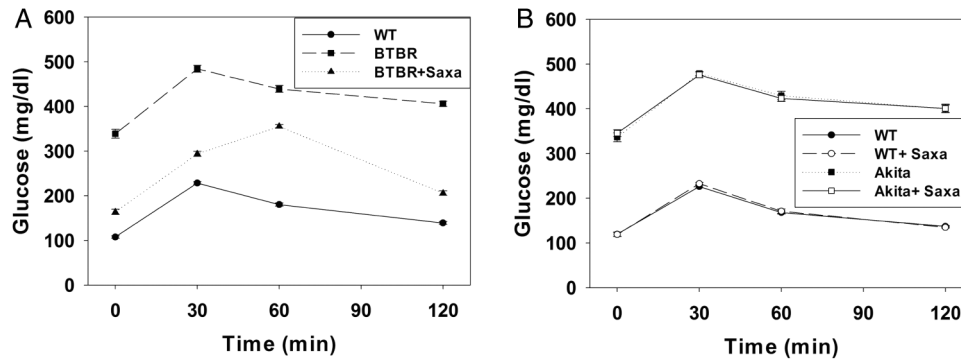 A
600
500
400
300
200
100
0
Glucose (mg/dl)
WT
BTBR
BTBR+Saxa
0 30 60 120
Time (min)
B
600
500
400
300
200
100
0
Glucose (mg/dl)
WT
WT+ Saxa
Akita
Akita+ Saxa
0 30 60 120
Time (min)